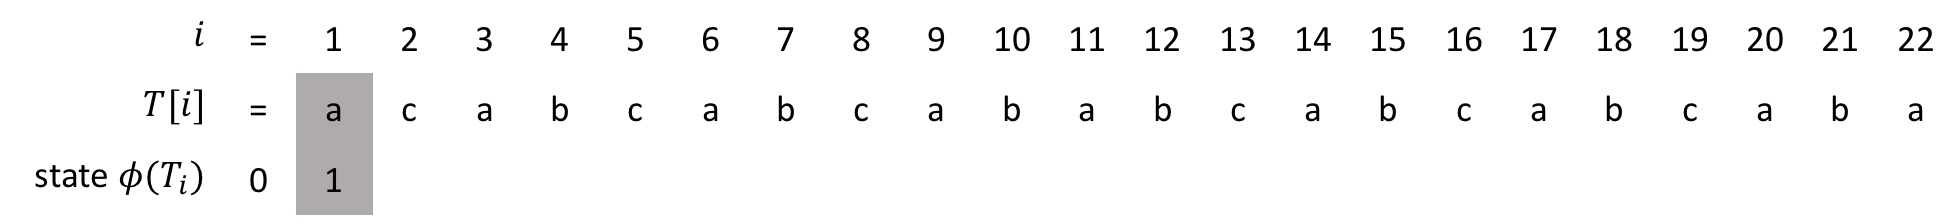 i = 1 2 3 4 5 6 7 8 9 10 11 12 13 14 15 16 17 18 19 20 21 22
T[i] = a c a b c a b c a b a b c a b c a b c a b a
state ϕ(Tᵢ) 0 1